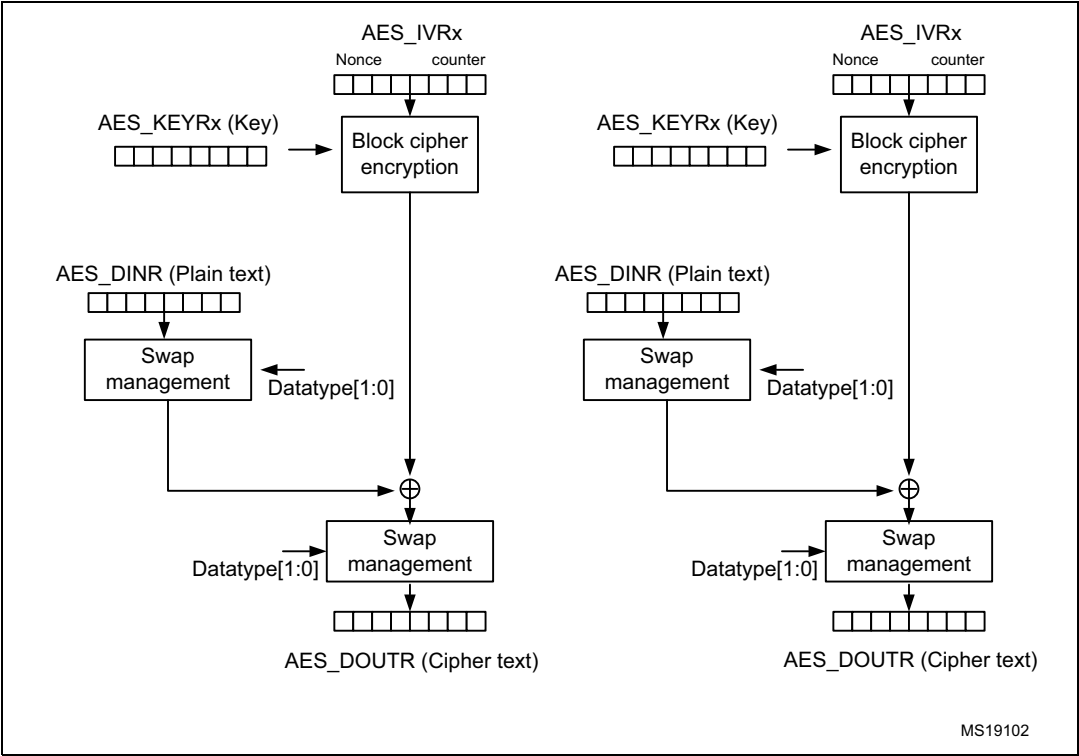 AES_IVRx
Nonce counter
AES_KEYRx (Key)
Block cipher
encryption
AES_DINR (Plain text)
Swap
management
Datatype[1:0]
Swap
management
Datatype[1:0]
AES_DOUTR (Cipher text)
AES_IVRx
Nonce counter
AES_KEYRx (Key)
Block cipher
encryption
AES_DINR (Plain text)
Swap
management
Datatype[1:0]
Swap
management
Datatype[1:0]
AES_DOUTR (Cipher text)
MS19102